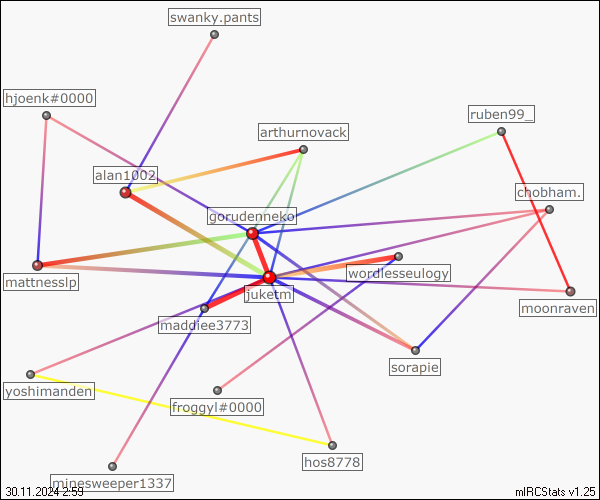 swanky.pants
hjoenk#0000
ruben99_
arthurnovack
alan1002
chobham.
gorudenneko
wordlesseulogy
mattnesslp
juketm
moonraven
maddiee3773
sorapie
yoshimanden
froggyl#0000
hos8778
minesweeper1337
30.11.2024 2:59
mIRCStats v1.25